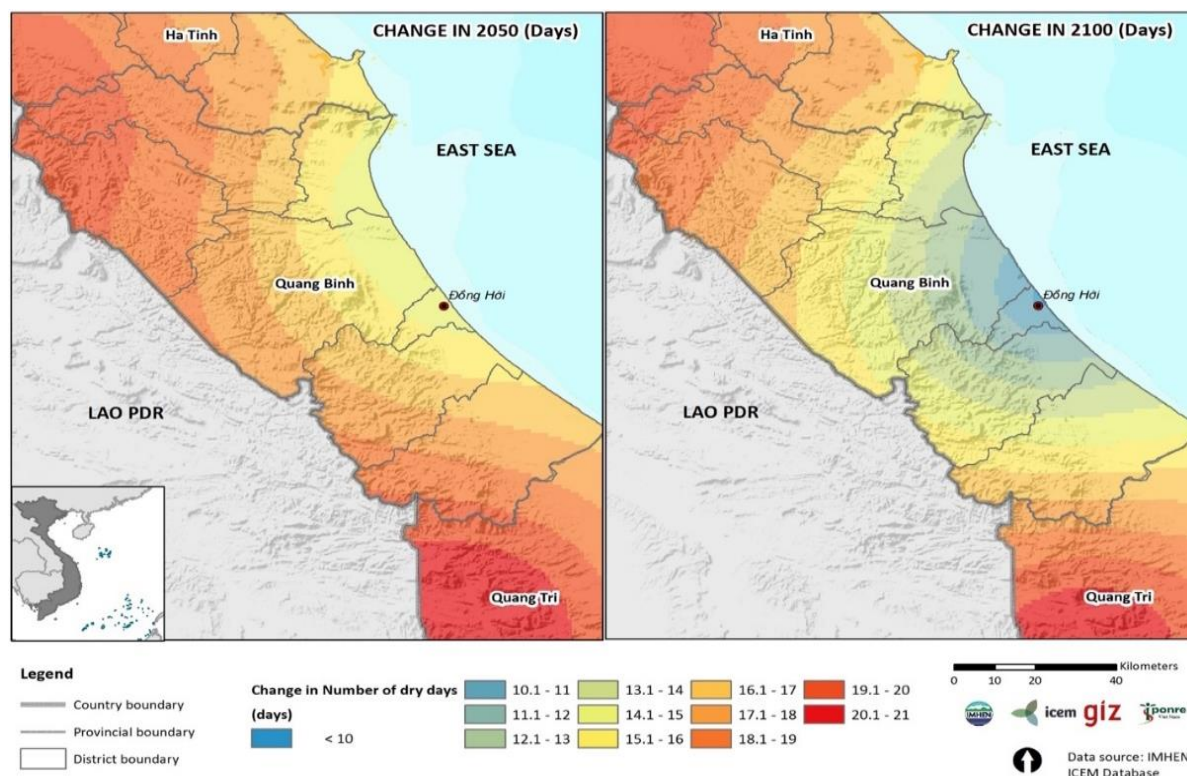 CHANGE IN 2050 (Days)
Ha Tinh
EAST SEA
Quang Binh
Đồng Hới
LAO PDR
Quang Tri
CHANGE IN 2100 (Days)
Ha Tinh
EAST SEA
Quang Binh
Đồng Hới
LAO PDR
Quang Tri
Legend
Country boundary
Provincial boundary
District boundary
Change in Number of dry days
(days)
< 10
10.1 - 11
11.1 - 12
12.1 - 13
13.1 - 14
14.1 - 15
15.1 - 16
16.1 - 17
17.1 - 18
18.1 - 19
19.1 - 20
20.1 - 21
Kilometers
0 10 20 40
IMHEN
icem
giz
ponre
Data source: IMHEN
ICEM Database